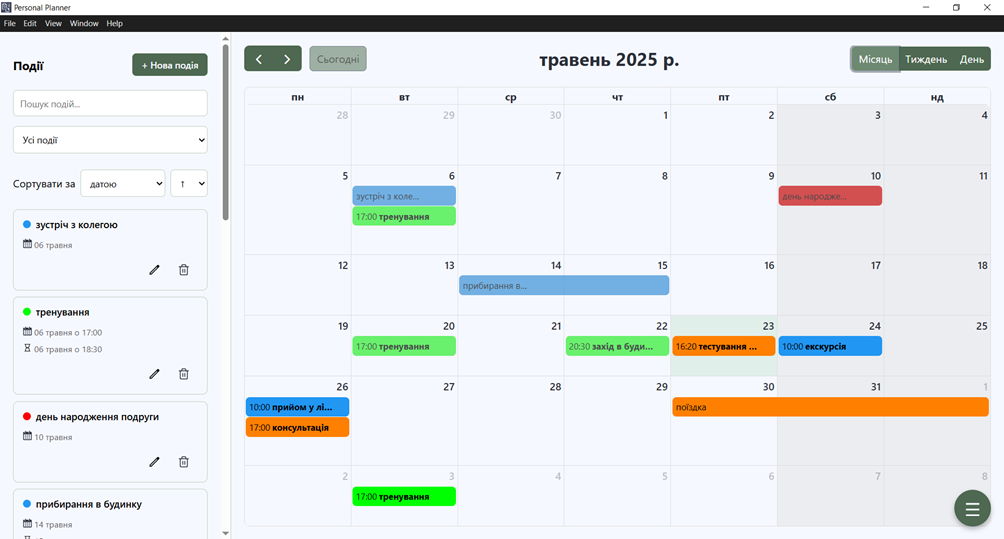 Personal Planner
File Edit View Window Help
Події
+ Нова подія
Пошук подій...
Усі події
Сортувати за датою ↑
зустріч з колегою
06 травня
тренування
06 травня о 17:00
06 травня о 18:30
день народження подруги
10 травня
прибирання в будинку
14 травня
Сьогодні
травень 2025 р.
Місяць Тиждень День
пн вт ср чт пт сб нд
28 29 30 1 2 3 4
5 6 7 8 9 10 11
зустріч з коле... день народже...
17:00 тренування
12 13 14 15 16 17 18
прибирання в...
19 20 21 22 23 24 25
17:00 тренування 20:30 захід в буди... 16:20 тестування ... 10:00 екскурсія
26 27 28 29 30 31 1
10:00 прийом у лі... поїздка
17:00 консультація
2 3 4 5 6 7 8
17:00 тренування